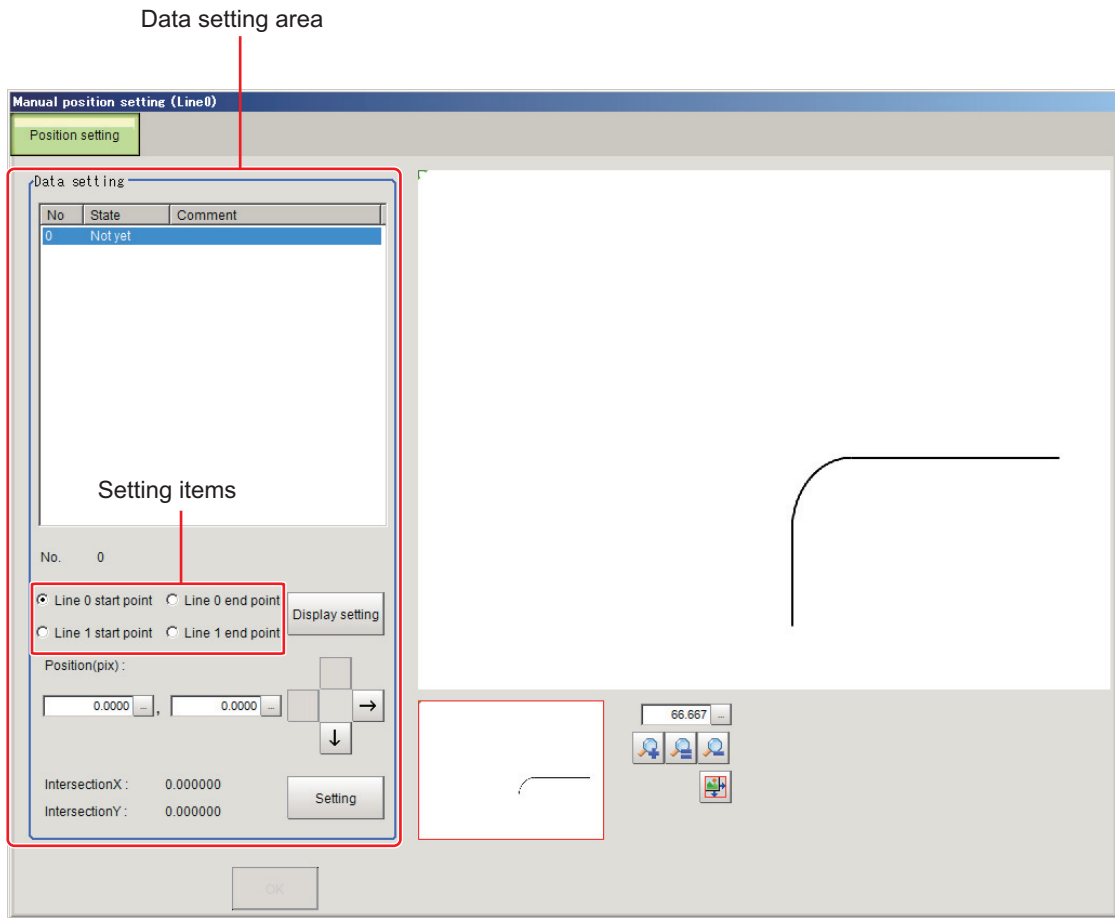 Data setting area
Manual position setting (Line0)
Position setting
Data setting
No State Comment
0 Not yet
Setting items
No. 0
Line 0 start point Line 0 end point
Line 1 start point Line 1 end point
Display setting
Position(pix) :
0.0000 ... , 0.0000 ...
→
↓
IntersectionX : 0.000000
IntersectionY : 0.000000
Setting
66.667 ...
OK